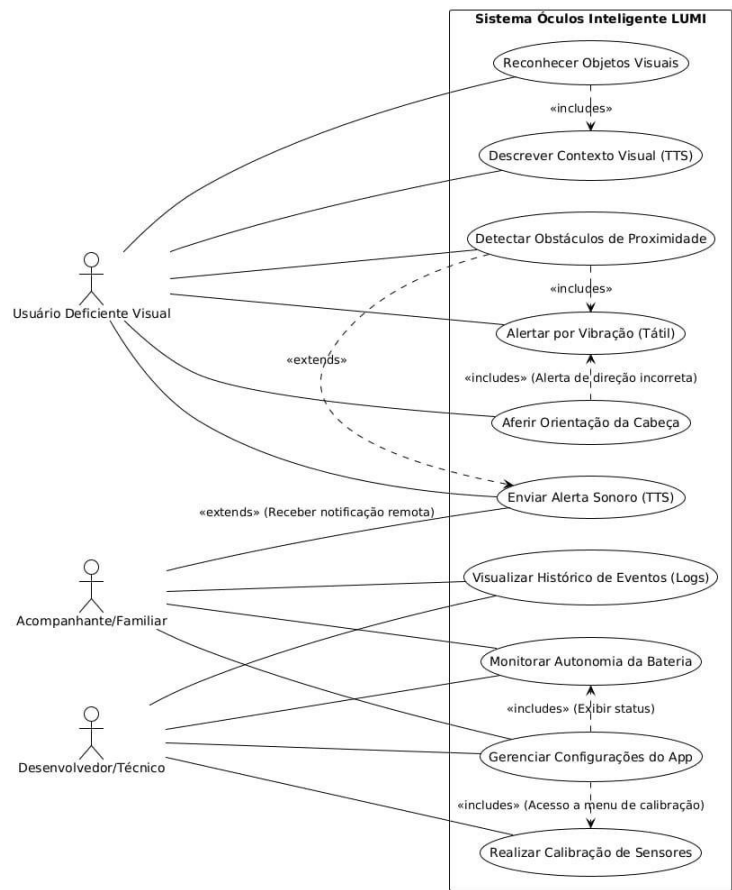 Sistema Óculos Inteligente LUMI
Reconhecer Objetos Visuais
«includes»
Descrever Contexto Visual (TTS)
Detectar Obstáculos de Proximidade
«includes»
Usuário Deficiente Visual
Alertar por Vibração (Tátil)
«extends»
«includes» (Alerta de direção incorreta)
Aferir Orientação da Cabeça
Enviar Alerta Sonoro (TTS)
«extends» (Receber notificação remota)
Visualizar Histórico de Eventos (Logs)
Acompanhante/Familiar
Monitorar Autonomia da Bateria
«includes» (Exibir status)
Gerenciar Configurações do App
Desenvolvedor/Técnico
«includes» (Acesso a menu de calibração)
Realizar Calibração de Sensores